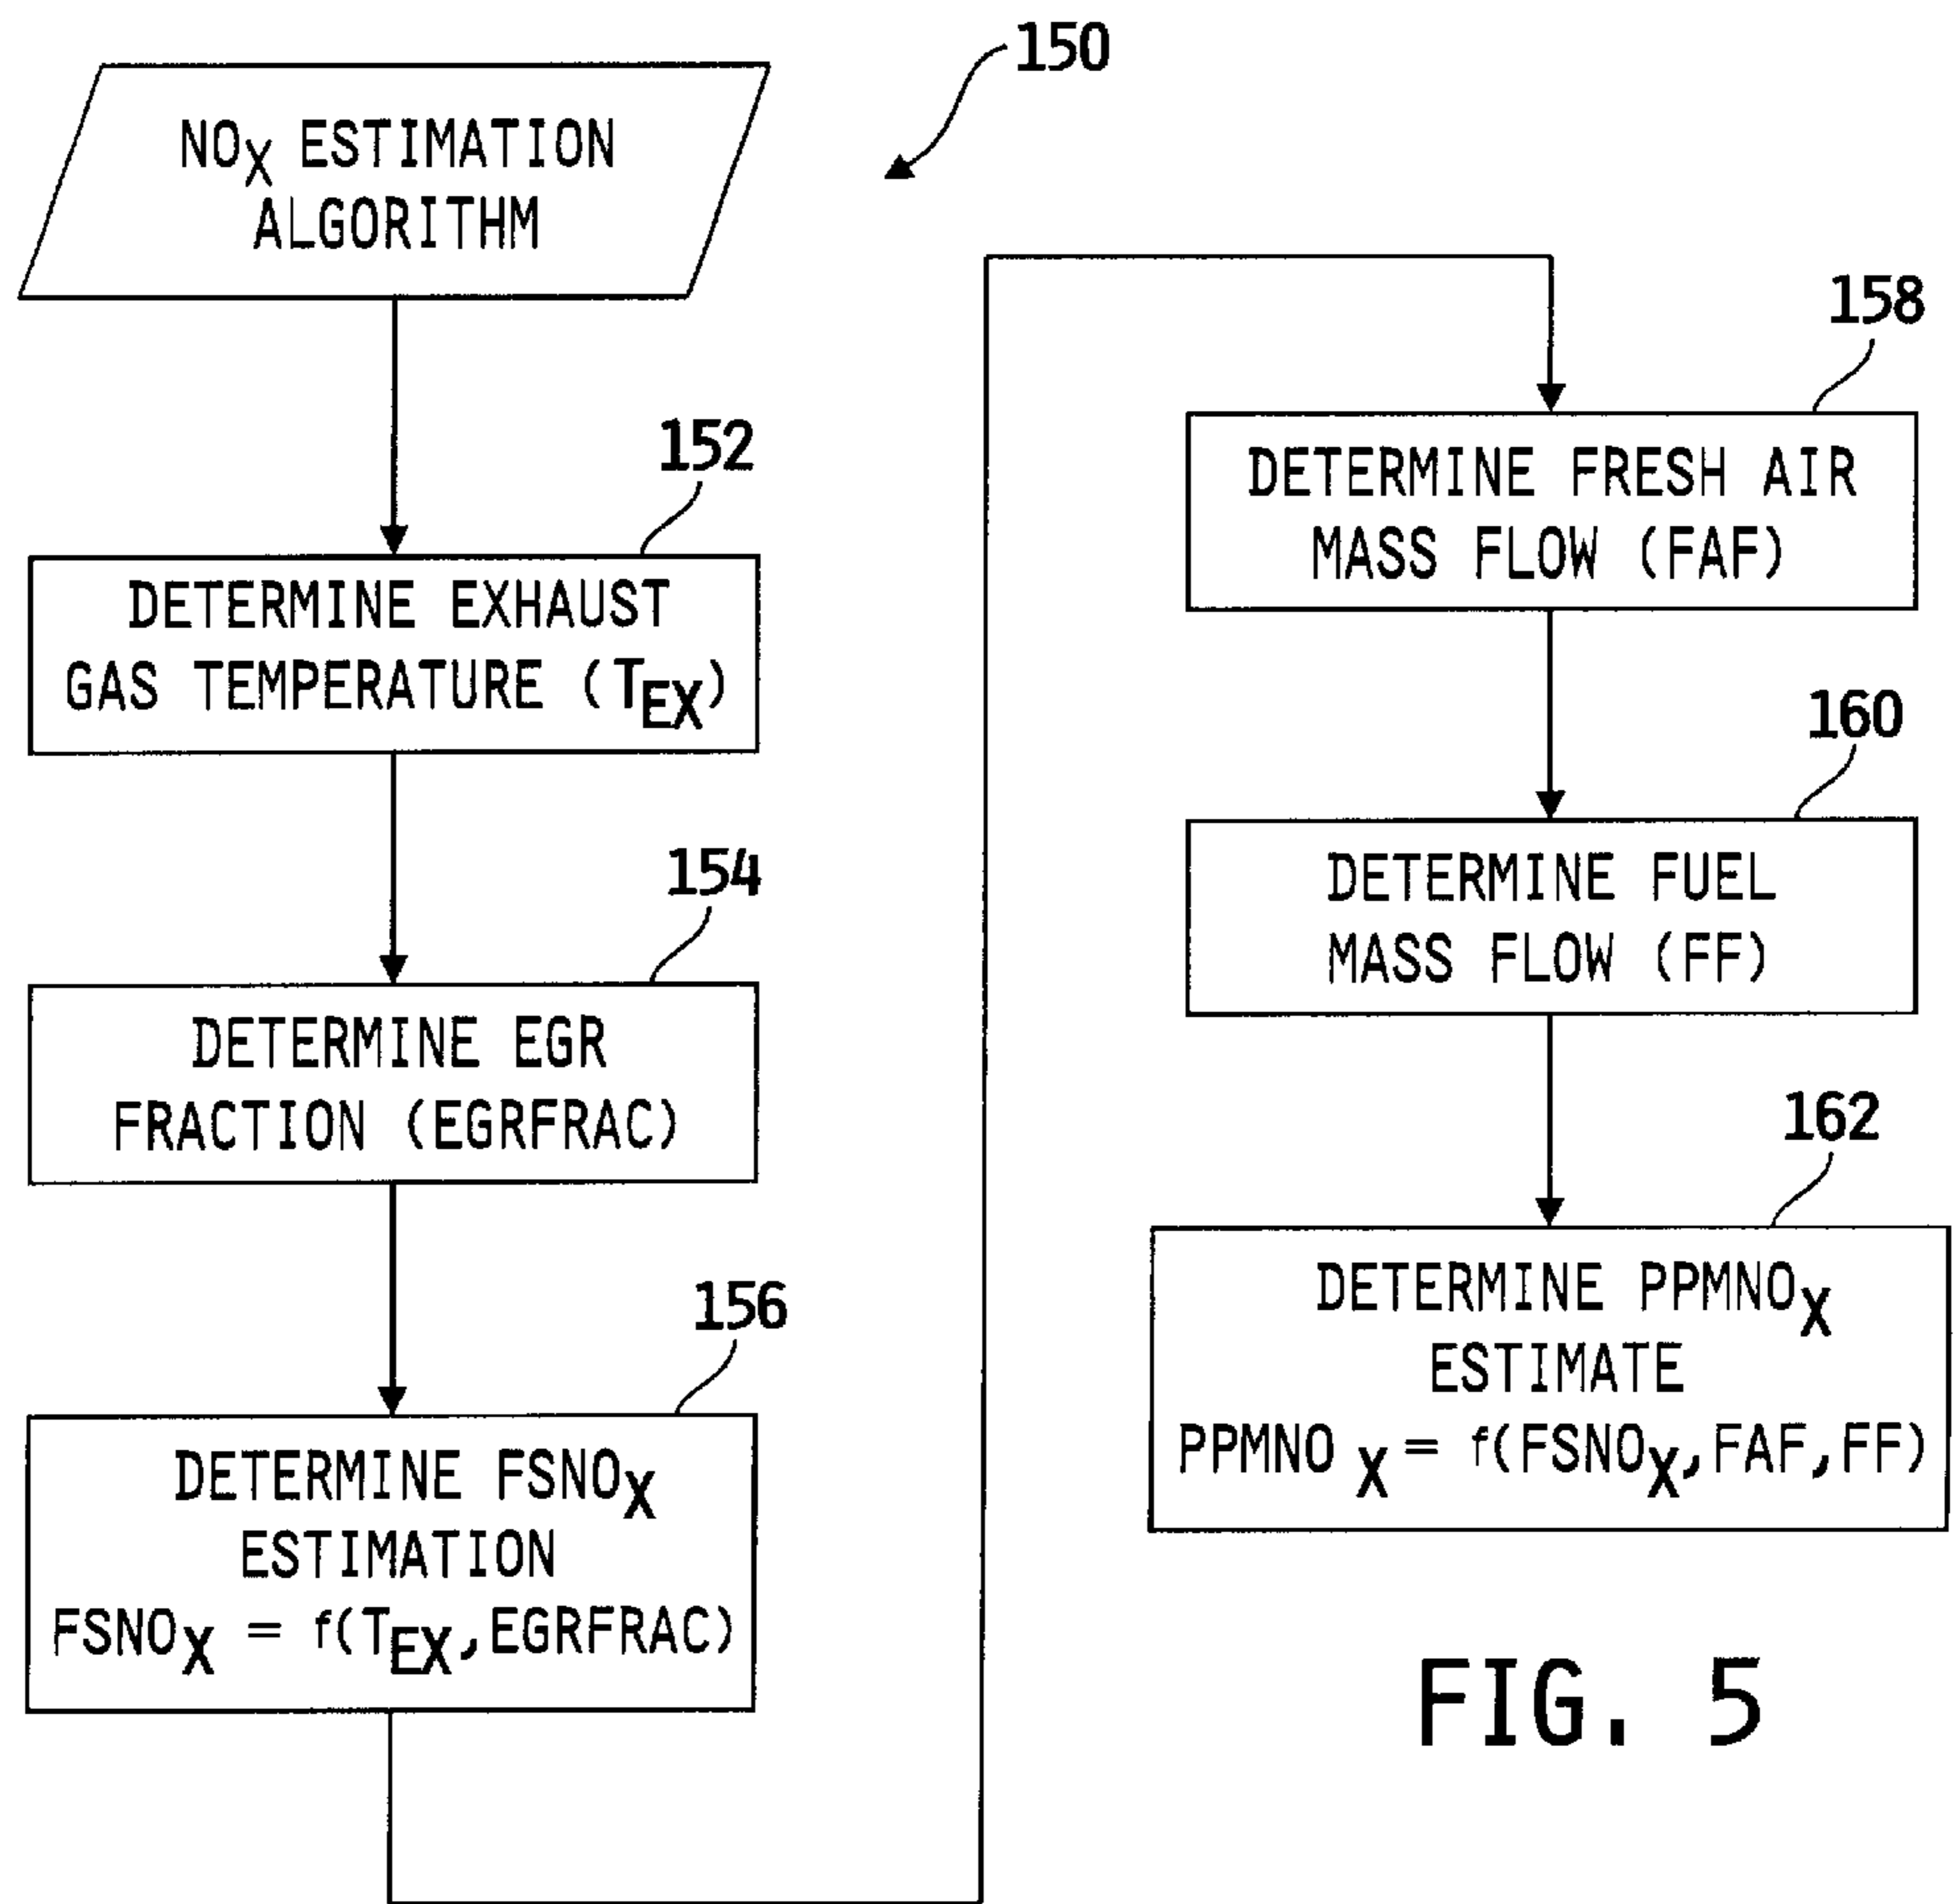 150
NOX ESTIMATION
ALGORITHM
152
DETERMINE EXHAUST
GAS TEMPERATURE (TEX)
154
DETERMINE EGR
FRACTION (EGRFRAC)
156
DETERMINE FSNOX
ESTIMATION
FSNOX = f(TEX,EGRFRAC)
158
DETERMINE FRESH AIR
MASS FLOW (FAF)
160
DETERMINE FUEL
MASS FLOW (FF)
162
DETERMINE PPMNOX
ESTIMATE
PPMNO X = f(FSNOX,FAF,FF)
FIG. 5